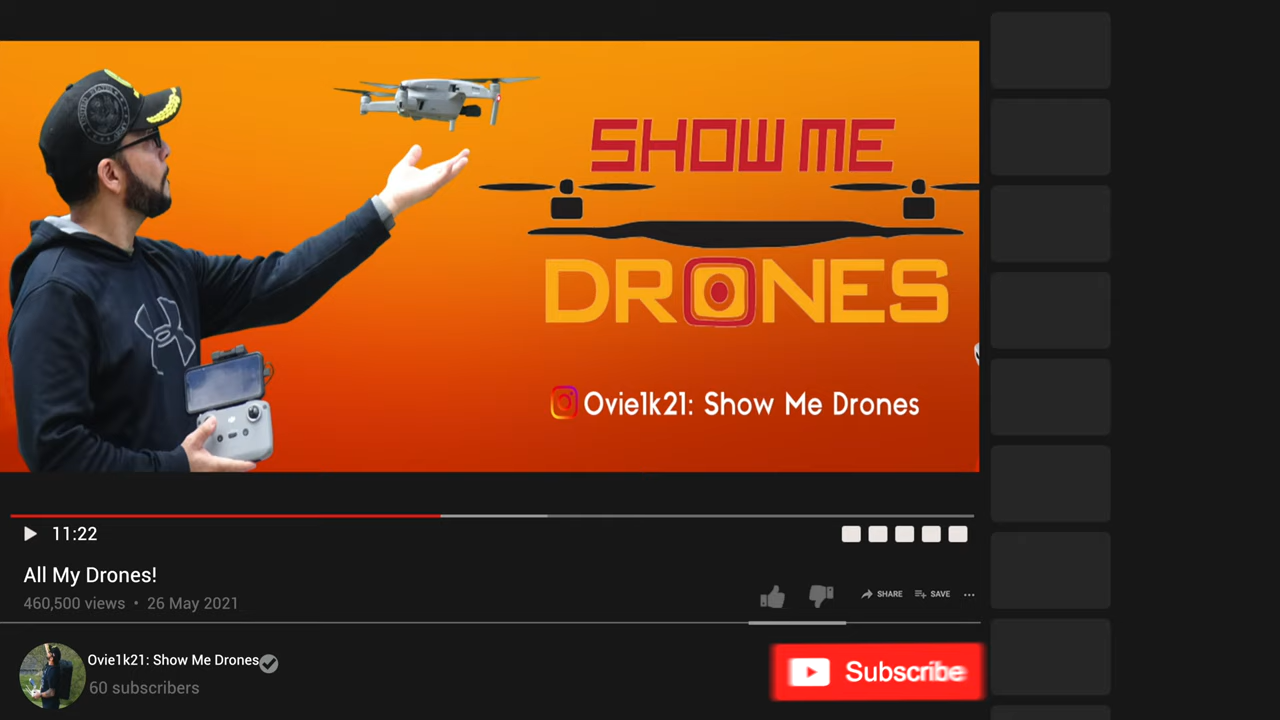 SHOW ME
DRONES
Ovie1k21: Show Me Drones
11:22
All My Drones!
460,500 views • 26 May 2021
SHARE
SAVE
Ovie1k21: Show Me Drones
60 subscribers
Subscribe